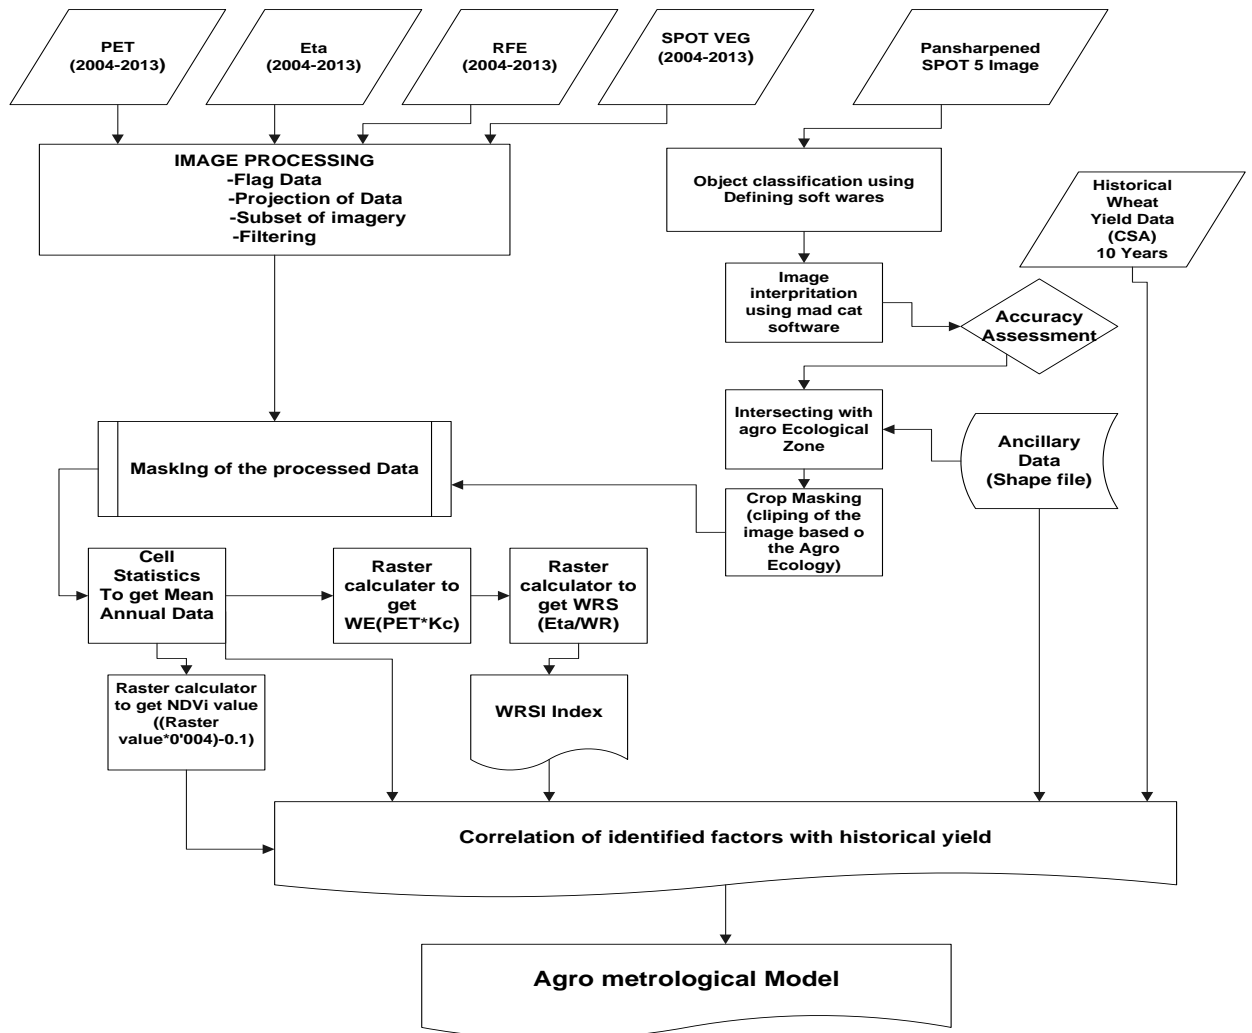 PET
(2004-2013)
Eta
(2004-2013)
RFE
(2004-2013)
SPOT VEG
(2004-2013)
Pansharpened
SPOT 5 Image
IMAGE PROCESSING
-Flag Data
-Projection of Data
-Subset of imagery
-Filtering
Object classification using
Defining soft wares
Historical
Wheat
Yield Data
(CSA)
10 Years
Image
interpritation
using mad cat
software
Accuracy
Assessment
Intersecting with
agro Ecological
Zone
Ancillary
Data
(Shape file)
MaskIng of the processed Data
Crop Masking
(cliping of the
image based o
the Agro
Ecology)
Cell
Statistics
To get Mean
Annual Data
Raster
calculater to
get
WE(PET*Kc)
Raster
calculator to
get WRS
(Eta/WR)
Raster calculator
to get NDVi value
((Raster
value*0'004)-0.1)
WRSI Index
Correlation of identified factors with historical yield
Agro metrological Model